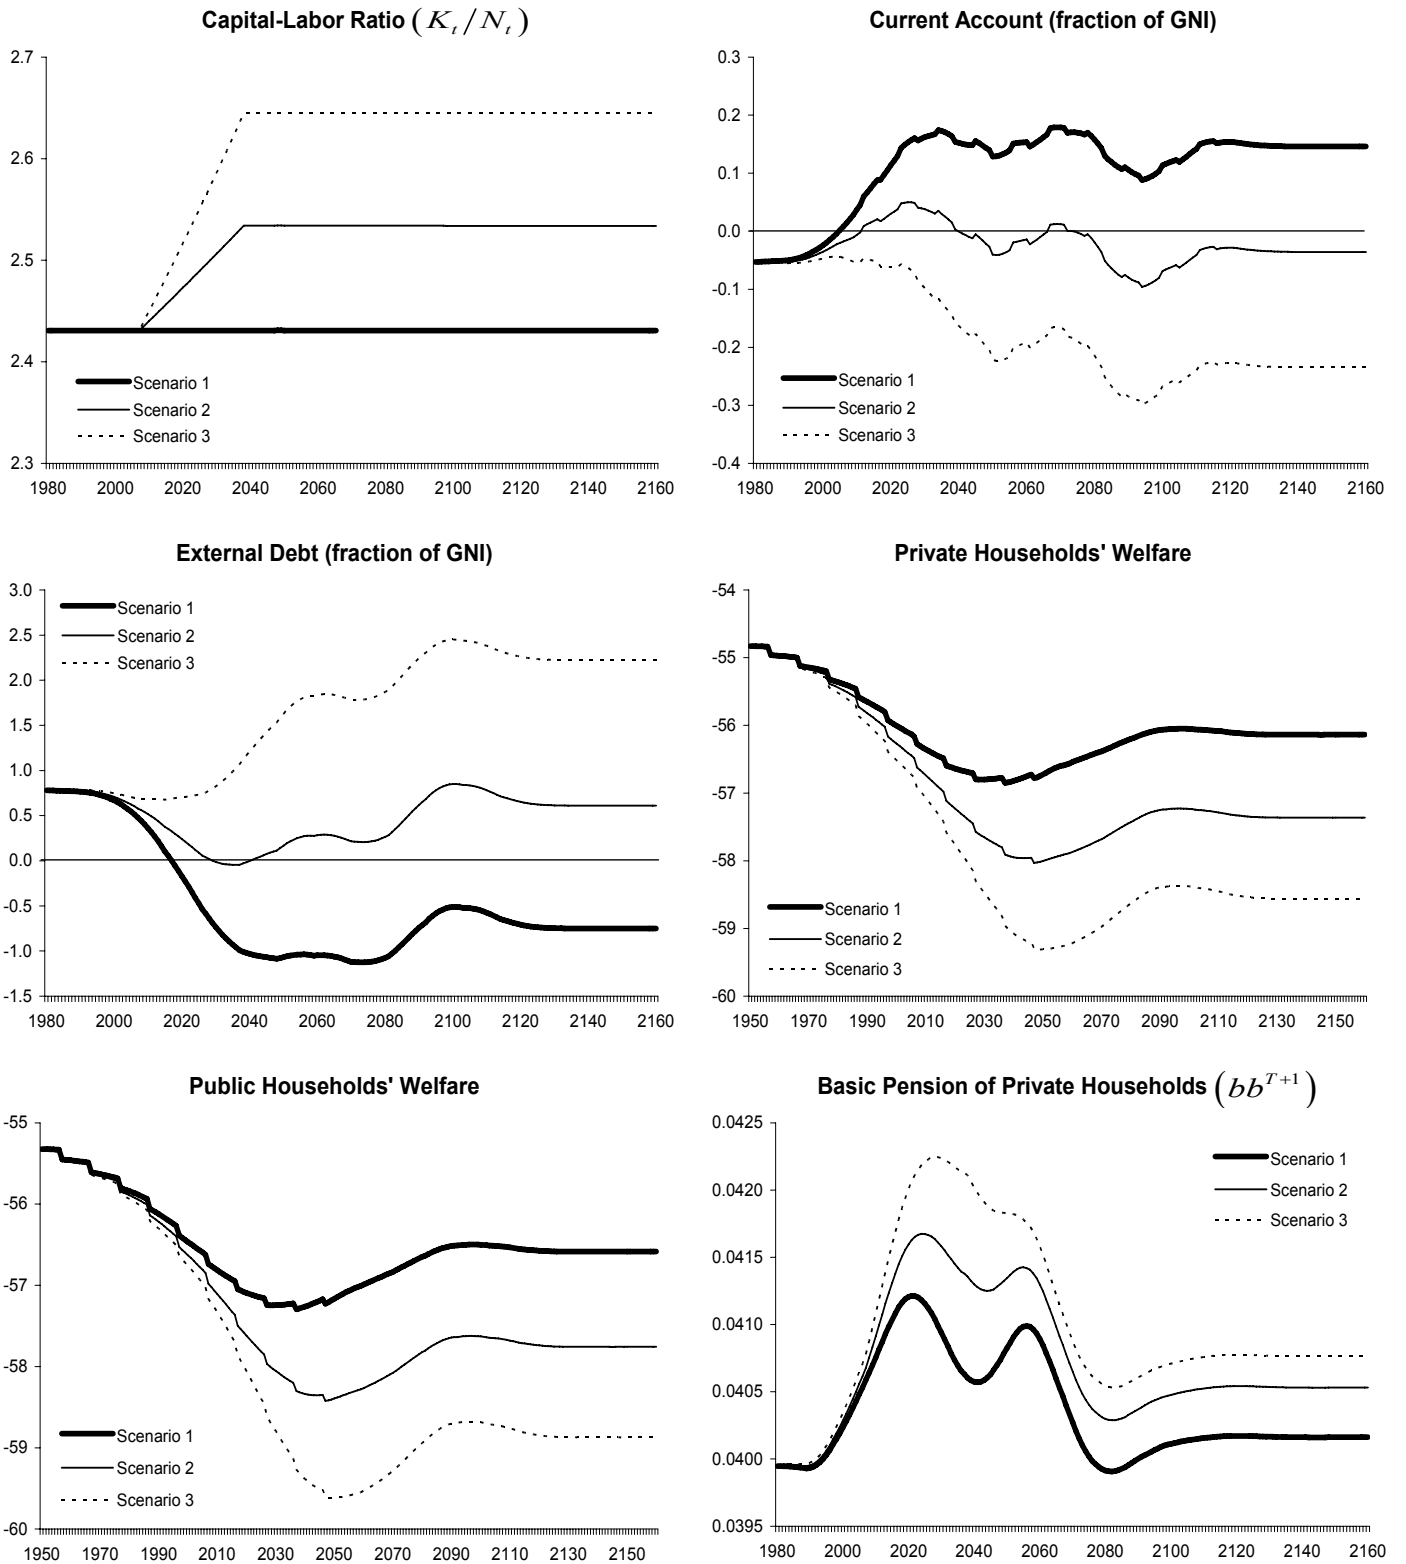 Capital-Labor Ratio (K_t/N_t)
2.7
2.6
2.5
2.4
2.3
Scenario 1
Scenario 2
Scenario 3
1980 2000 2020 2040 2060 2080 2100 2120 2140 2160
Current Account (fraction of GNI)
0.3
0.2
0.1
0.0
-0.1
-0.2
-0.3
-0.4
Scenario 1
Scenario 2
Scenario 3
1980 2000 2020 2040 2060 2080 2100 2120 2140 2160
External Debt (fraction of GNI)
3.0
2.5
2.0
1.5
1.0
0.5
0.0
-0.5
-1.0
-1.5
Scenario 1
Scenario 2
Scenario 3
1980 2000 2020 2040 2060 2080 2100 2120 2140 2160
Private Households' Welfare
-54
-55
-56
-57
-58
-59
-60
Scenario 1
Scenario 2
Scenario 3
1950 1970 1990 2010 2030 2050 2070 2090 2110 2130 2150
Public Households' Welfare
-55
-56
-57
-58
-59
-60
Scenario 1
Scenario 2
Scenario 3
1950 1970 1990 2010 2030 2050 2070 2090 2110 2130 2150
Basic Pension of Private Households (bb^{T+1})
0.0425
0.0420
0.0415
0.0410
0.0405
0.0400
0.0395
Scenario 1
Scenario 2
Scenario 3
1980 2000 2020 2040 2060 2080 2100 2120 2140 2160